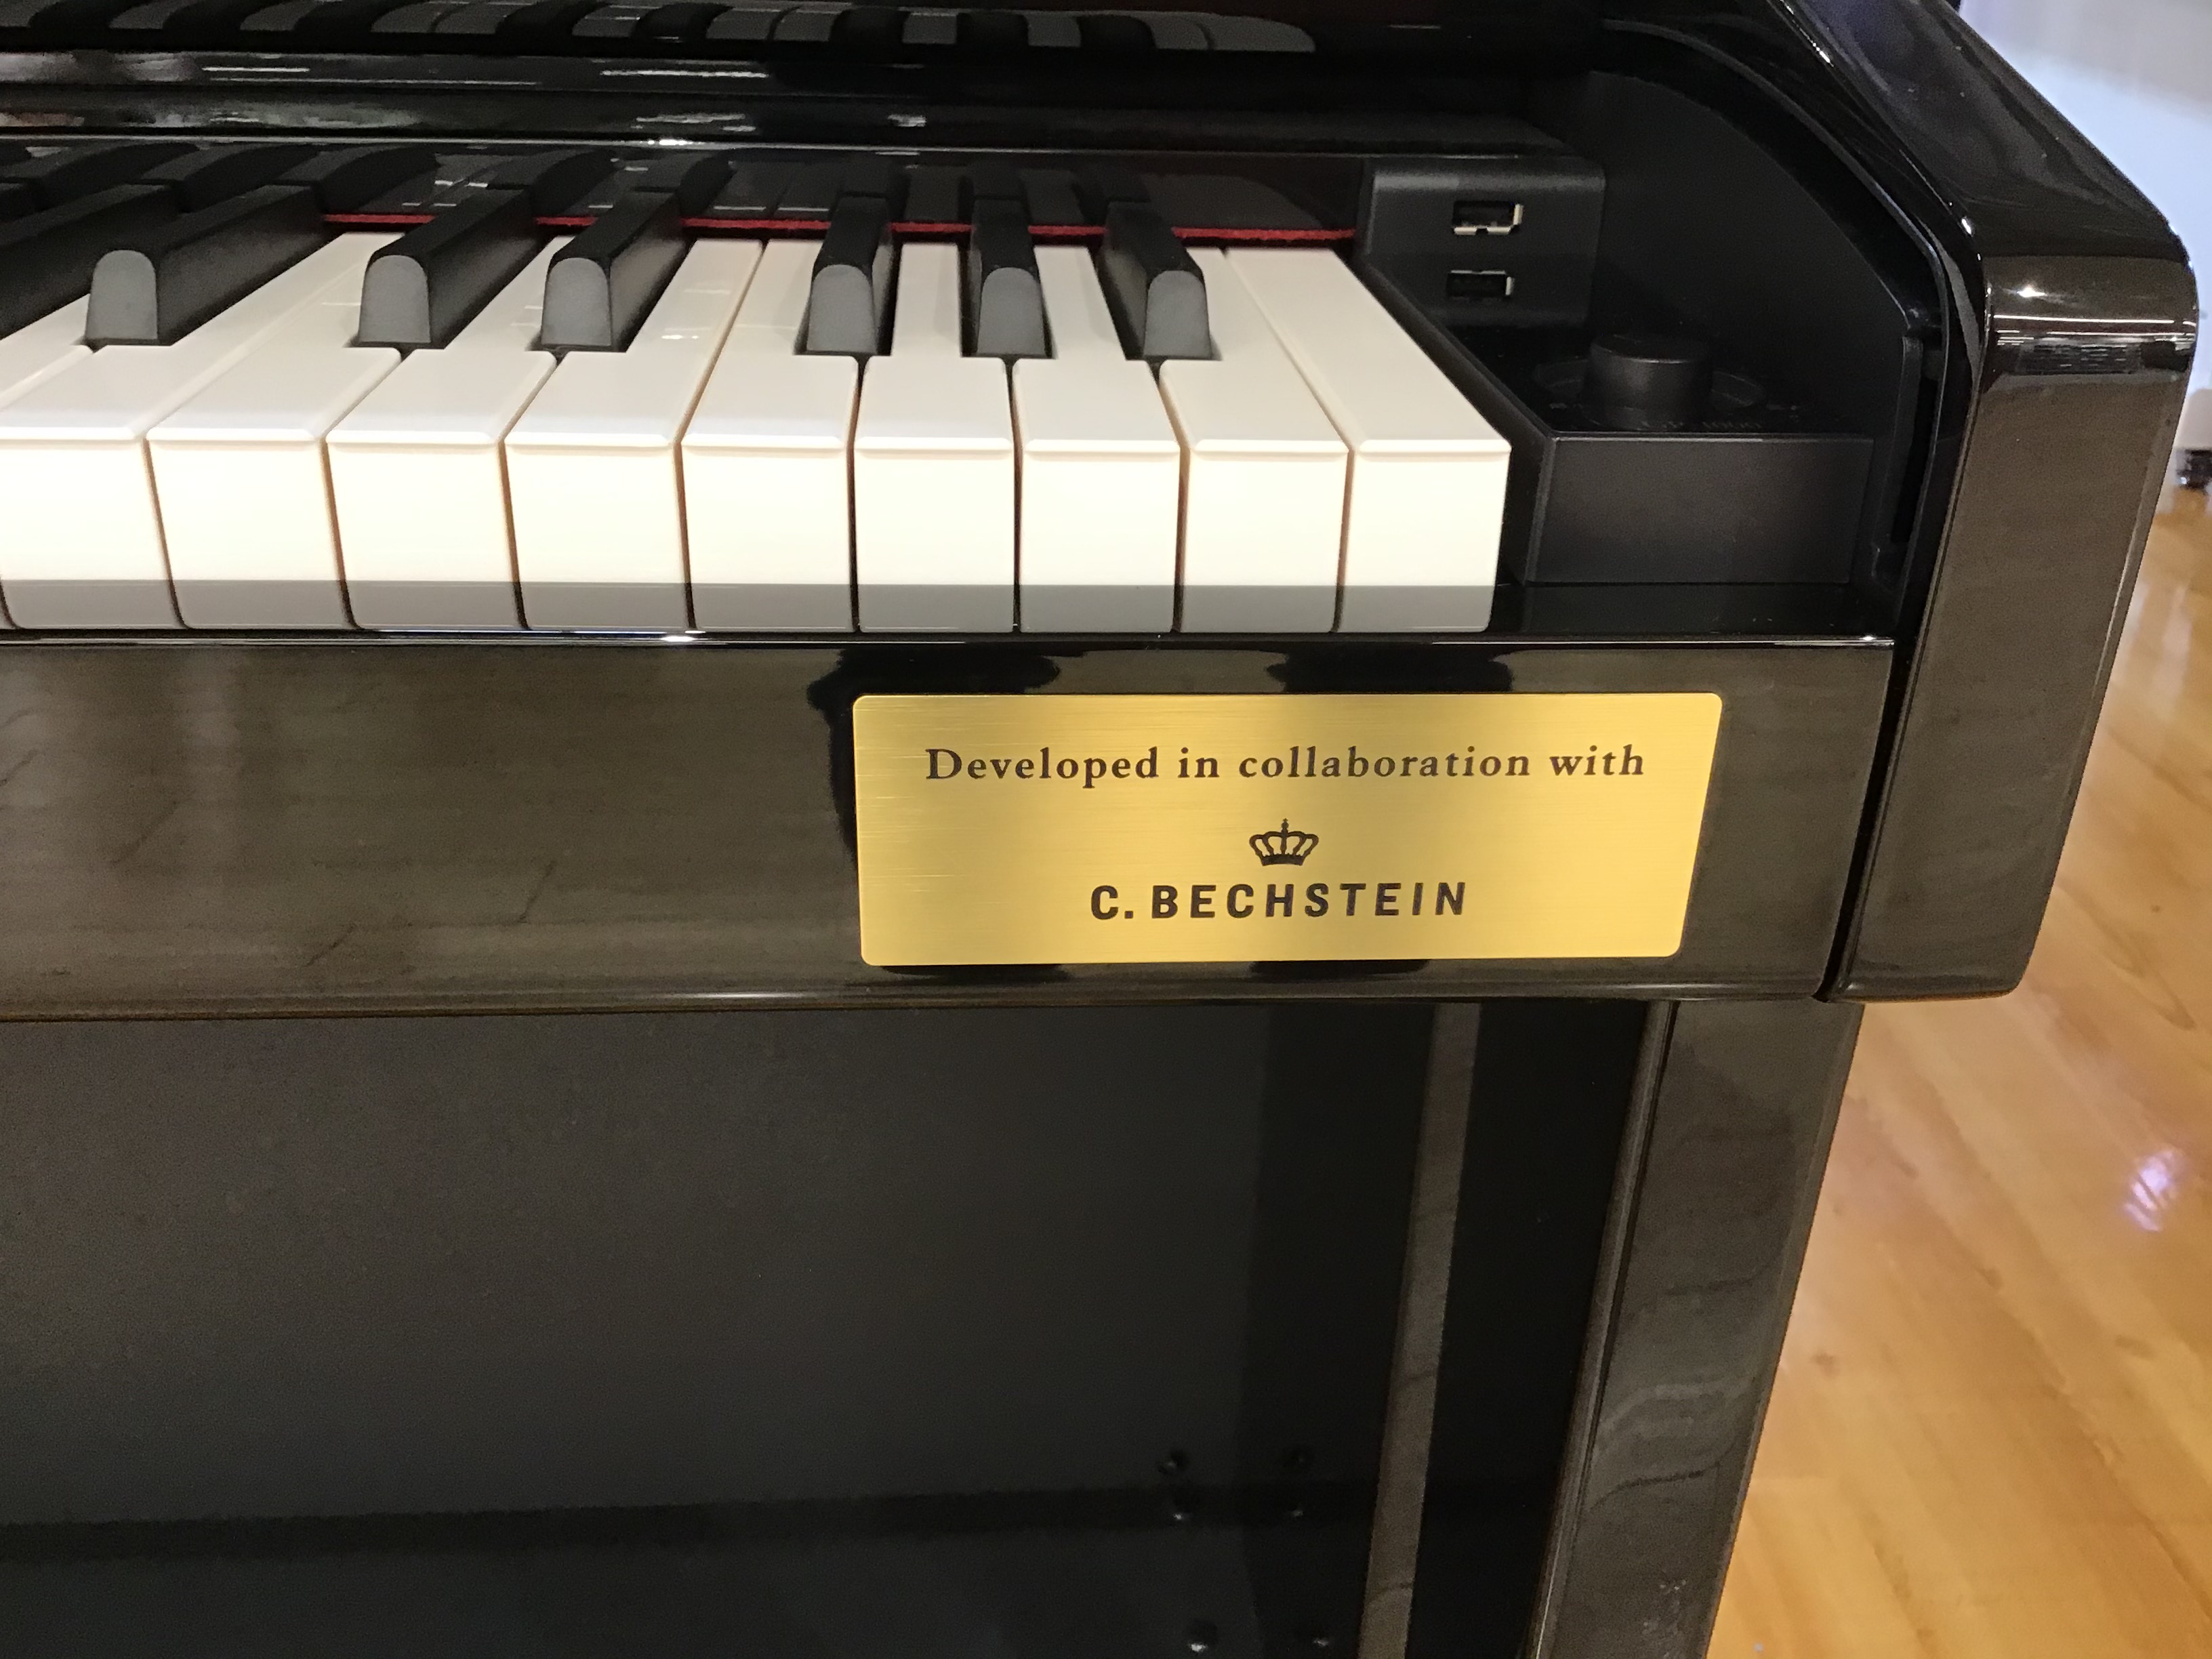 Developed in collaboration with
C. BECHSTEIN